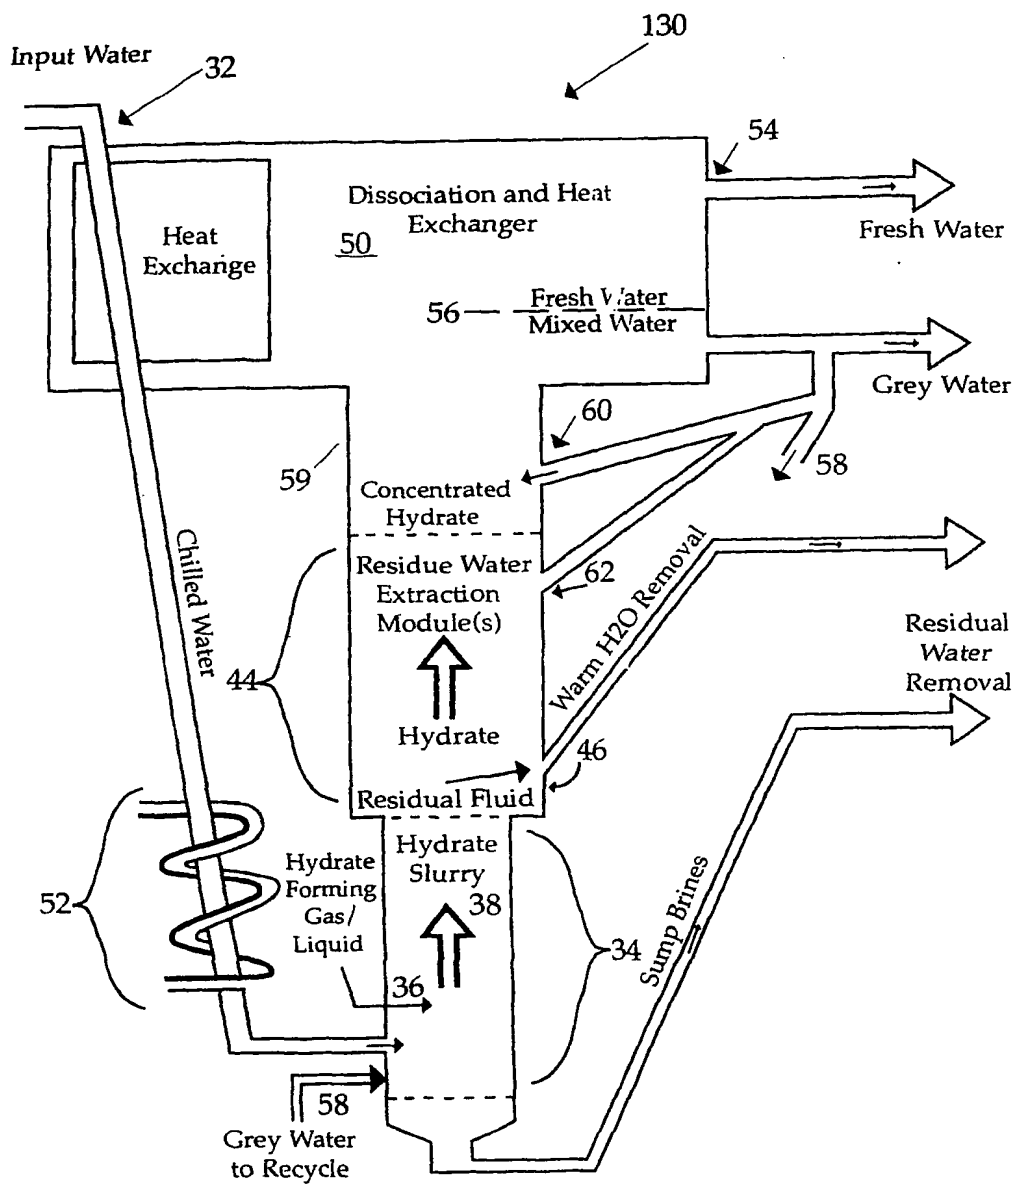 130
Input Water
32
54
Dissociation and Heat
Exchanger
50
Heat
Exchange
Fresh Water
56
Fresh Water
Mixed Water
Grey Water
60
58
59
Concentrated
Hydrate
Residue Water
Extraction
Module(s)
62
Chilled Water
Warm H2O Removal
Residual
Water
Removal
44
Hydrate
46
Residual Fluid
Hydrate
Slurry
38
Hydrate
Forming
Gas/
Liquid
52
34
Sump Brines
36
58
Grey Water
to Recycle